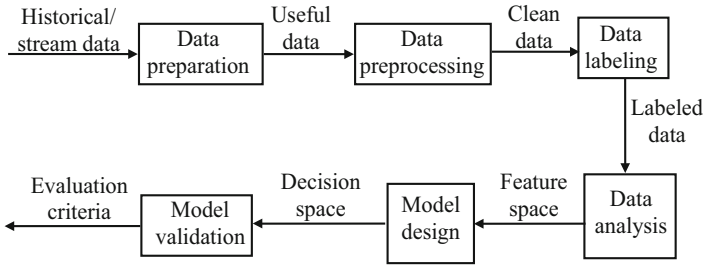 Historical/
stream data
Data
preparation
Useful
data
Data
preprocessing
Clean
data
Data
labeling
Labeled
data
Data
analysis
Feature
space
Model
design
Decision
space
Model
validation
Evaluation
criteria